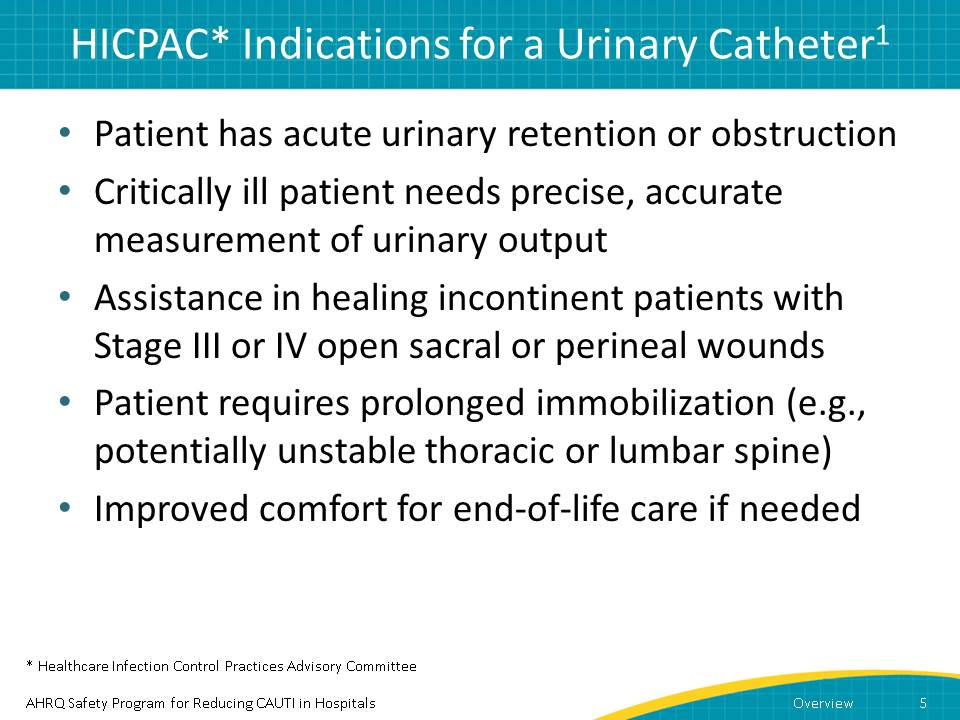 HICPAC* Indications for a Urinary Catheter¹
• Patient has acute urinary retention or obstruction
• Critically ill patient needs precise, accurate
measurement of urinary output
• Assistance in healing incontinent patients with
Stage III or IV open sacral or perineal wounds
• Patient requires prolonged immobilization (e.g.,
potentially unstable thoracic or lumbar spine)
• Improved comfort for end-of-life care if needed
* Healthcare Infection Control Practices Advisory Committee
AHRQ Safety Program for Reducing CAUTI in Hospitals
Overview 5